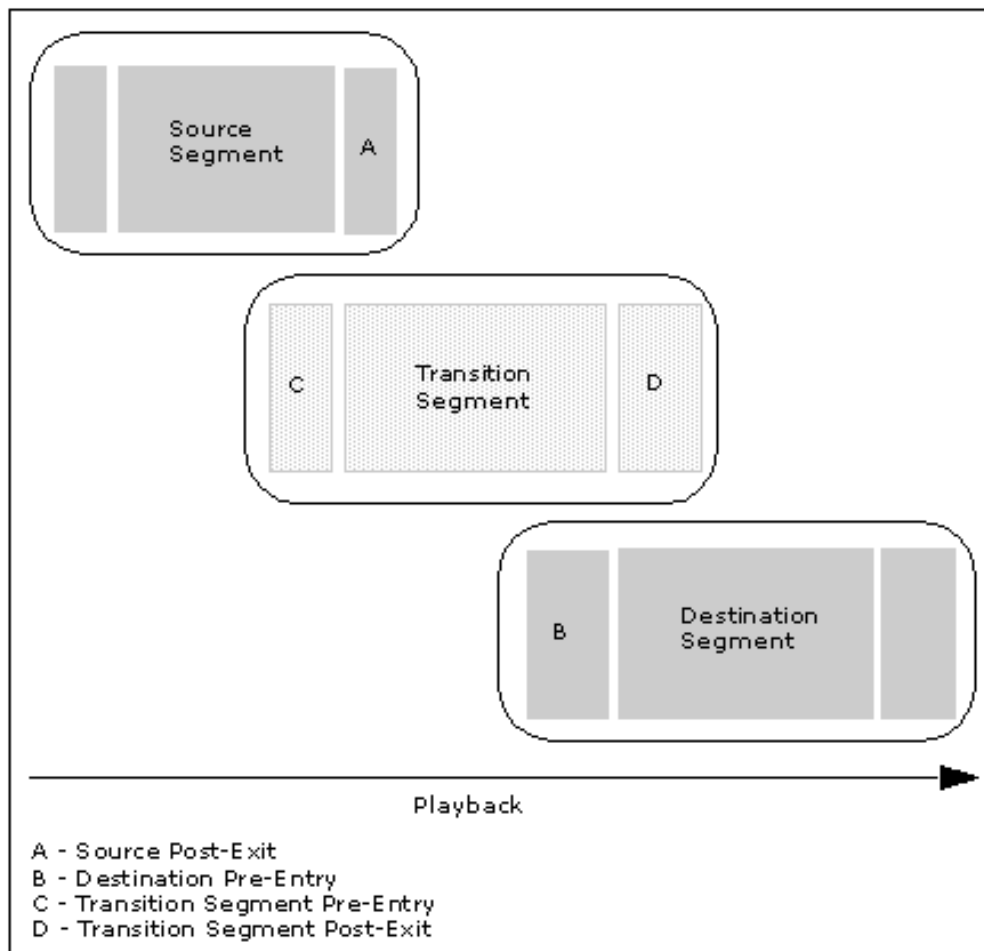 Source
Segment
A
C
Transition
Segment
D
B
Destination
Segment
Playback
A - Source Post-Exit
B - Destination Pre-Entry
C - Transition Segment Pre-Entry
D - Transition Segment Post-Exit